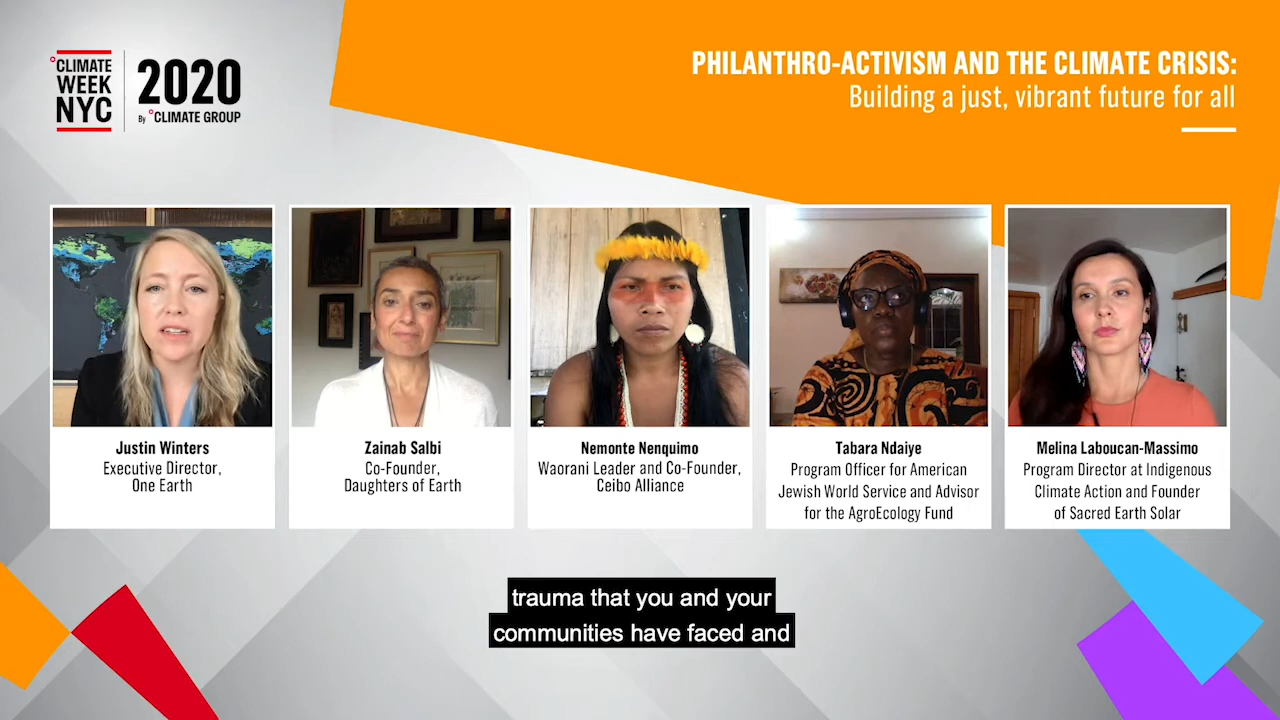 °CLIMATE
WEEK
NYC
2020
By °CLIMATE GROUP
PHILANTHRO-ACTIVISM AND THE CLIMATE CRISIS:
Building a just, vibrant future for all
Justin Winters
Executive Director,
One Earth
Zainab Salbi
Co-Founder,
Daughters of Earth
Nemonte Nenquimo
Waorani Leader and Co-Founder,
Ceibo Alliance
Tabara Ndaiye
Program Officer for American
Jewish World Service and Advisor
for the AgroEcology Fund
Melina Laboucan-Massimo
Program Director at Indigenous
Climate Action and Founder
of Sacred Earth Solar
trauma that you and your
communities have faced and